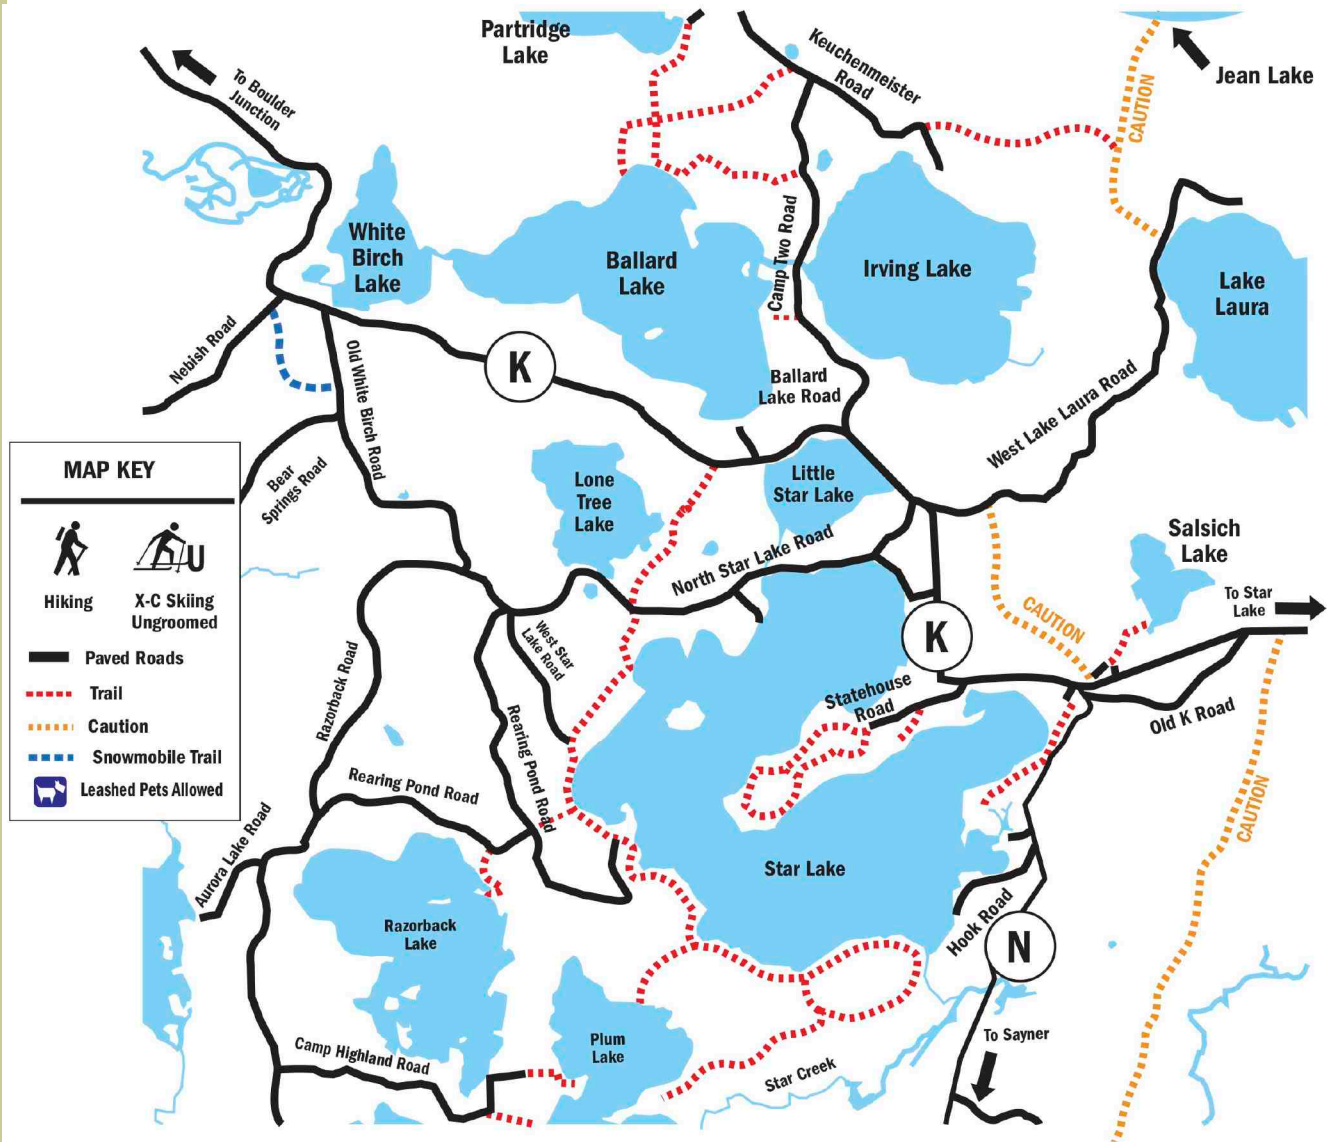 Partridge
Lake
Keuchenmeister
Road
Jean Lake
CAUTION
To Boulder
Junction
White
Birch
Lake
Ballard
Lake
Camp Two Road
Irving Lake
Lake
Laura
Nebish Road
Old White Birch Road
K
Ballard
Lake Road
West Lake Laura Road
Bear
Springs Road
Lone
Tree
Lake
Little
Star Lake
North Star Lake Road
Salsich
Lake
To Star
Lake
CAUTION
K
MAP KEY
Hiking
U
X-C Skiing
Ungroomed
Paved Roads
Trail
Caution
Snowmobile Trail
Leashed Pets Allowed
Razorback Road
West Star
Lake Road
Statehouse
Road
Old K Road
Rearing Pond Road
Rearing Pond Road
CAUTION
Aurora Lake Road
Star Lake
Razorback
Lake
Hook Road
N
Plum
Lake
To Sayner
Camp Highland Road
Star Creek